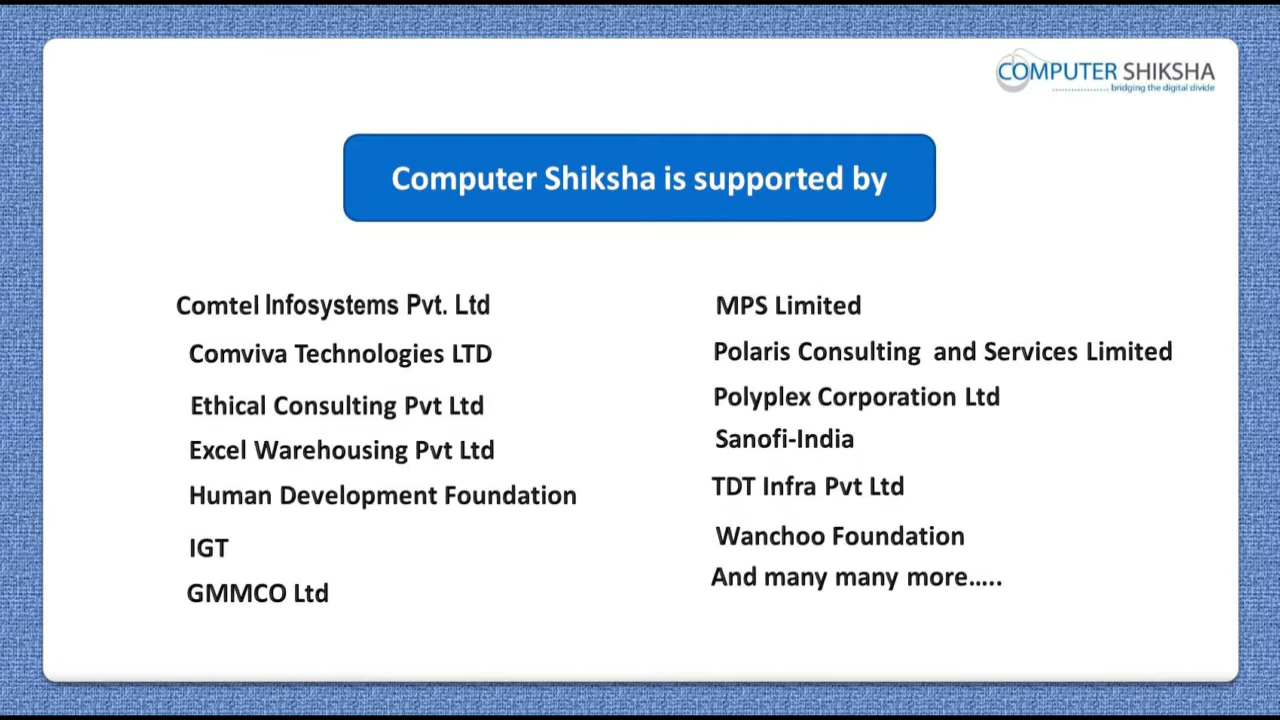 COMPUTER SHIKSHA
bridging the digital divide
Computer Shiksha is supported by
Comtel Infosystems Pvt. Ltd
Comviva Technologies LTD
Ethical Consulting Pvt Ltd
Excel Warehousing Pvt Ltd
Human Development Foundation
IGT
GMMCO Ltd
MPS Limited
Polaris Consulting and Services Limited
Polyplex Corporation Ltd
Sanofi-India
TDT Infra Pvt Ltd
Wanchoo Foundation
And many many more.....